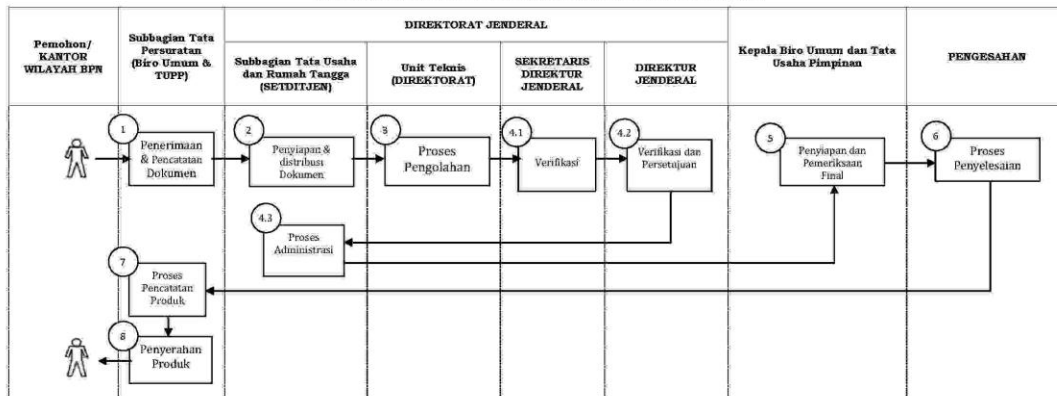 DIREKTORAT JENDERAL
Pemohon/
KANTOR
WILAYAH BPN
Subbagian Tata
Persuratan
(Biro Umum &
TUPP)
Subbagian Tata Usaha
dan Rumah Tangga
(SETDITJEN)
Unit Teknis
(DIREKTORAT)
SEKRETARIS
DIREKTUR
JENDERAL
DIREKTUR
JENDERAL
Kepala Biro Umum dan Tata
Usaha Pimpinan
PENGESAHAN
1
Penerimaan
& Pencatatan
Dokumen
2
Penyiapan &
distribusi
Dokumen
3
Proses
Pengolahan
4.1
Verifikasi
4.2
Verifikasi dan
Persetujuan
5
Penyiapan dan
Pemeriksaan
Final
6
Proses
Penyelesaian
4.3
Proses
Administrasi
7
Proses
Pencatatan
Produk
8
Penyerahan
Produk